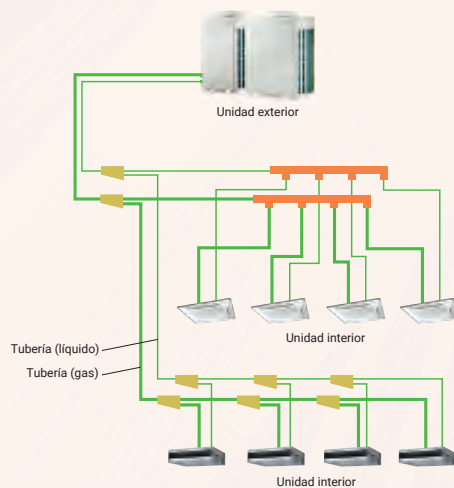 Unidad exterior
Unidad interior
Tubería (líquido)
Tubería (gas)
Unidad interior